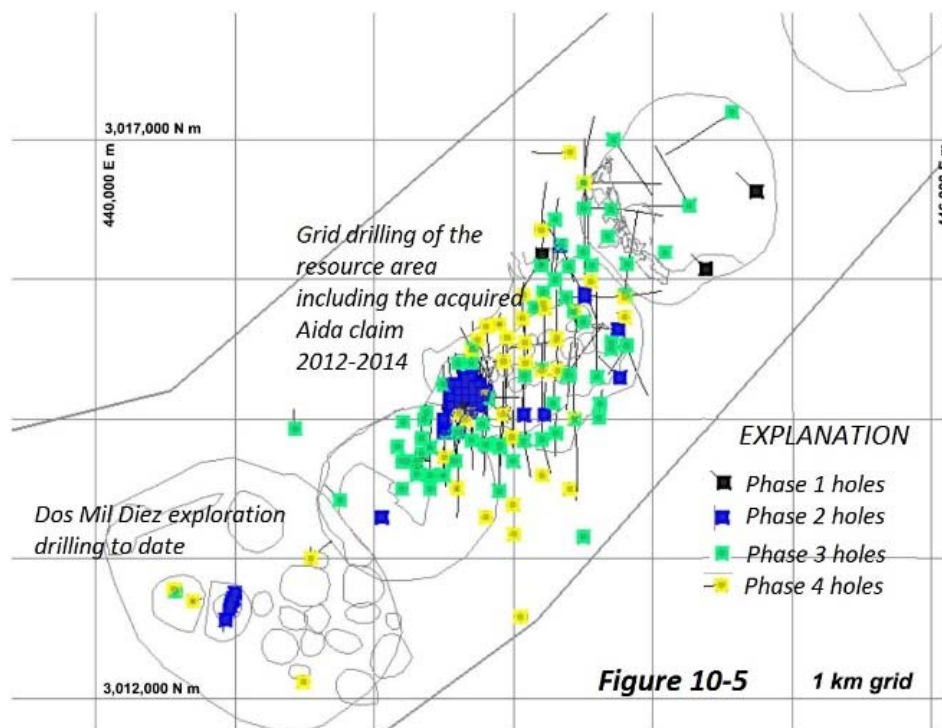 3,017,000 N m
440,000 E m
Grid drilling of the
resource area
including the acquired
Aida claim
2012-2014
EXPLANATION
Phase 1 holes
Phase 2 holes
Phase 3 holes
Phase 4 holes
Dos Mil Diez exploration
drilling to date
3,012,000 N m
Figure 10-5
1 km grid